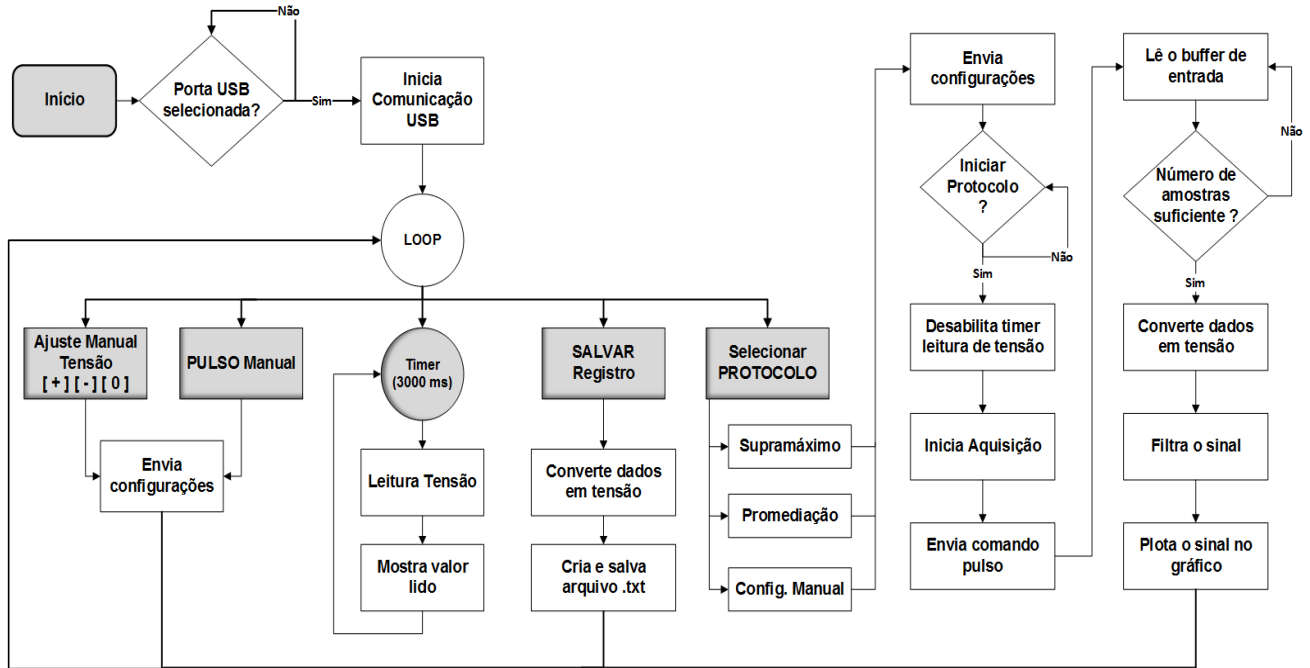 Início
Porta USB
selecionada?
Não
Sim
Inicia
Comunicação
USB
LOOP
Ajuste Manual
Tensão
[ + ] [ - ] [ 0 ]
PULSO Manual
Envia
configurações
Timer
(3000 ms)
Leitura Tensão
Mostra valor
lido
SALVAR
Registro
Converte dados
em tensão
Cria e salva
arquivo .txt
Selecionar
PROTOCOLO
Supramáximo
Promediação
Config. Manual
Envia
configurações
Iniciar
Protocolo
?
Não
Sim
Desabilita timer
leitura de tensão
Inicia Aquisição
Envia comando
pulso
Lê o buffer de
entrada
Não
Número de
amostras
suficiente ?
Sim
Converte dados
em tensão
Filtra o sinal
Plota o sinal no
gráfico